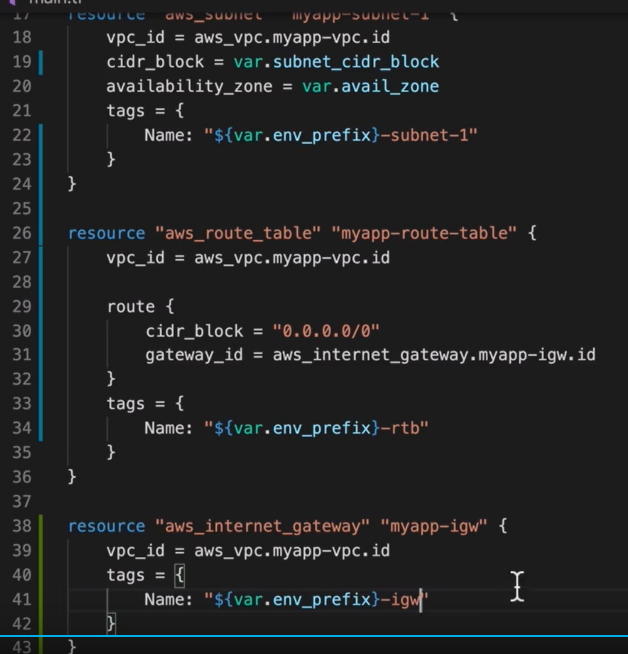 main.tf
17 resource "aws_subnet" "myapp-subnet-1" {
18 vpc_id = aws_vpc.myapp-vpc.id
19 cidr_block = var.subnet_cidr_block
20 availability_zone = var.avail_zone
21 tags = {
22 Name: "${var.env_prefix}-subnet-1"
23 }
24 }
25
26 resource "aws_route_table" "myapp-route-table" {
27 vpc_id = aws_vpc.myapp-vpc.id
28
29 route {
30 cidr_block = "0.0.0.0/0"
31 gateway_id = aws_internet_gateway.myapp-igw.id
32 }
33 tags = {
34 Name: "${var.env_prefix}-rtb"
35 }
36 }
37
38 resource "aws_internet_gateway" "myapp-igw" {
39 vpc_id = aws_vpc.myapp-vpc.id
40 tags = {
41 Name: "${var.env_prefix}-igw"
42 }
43 }